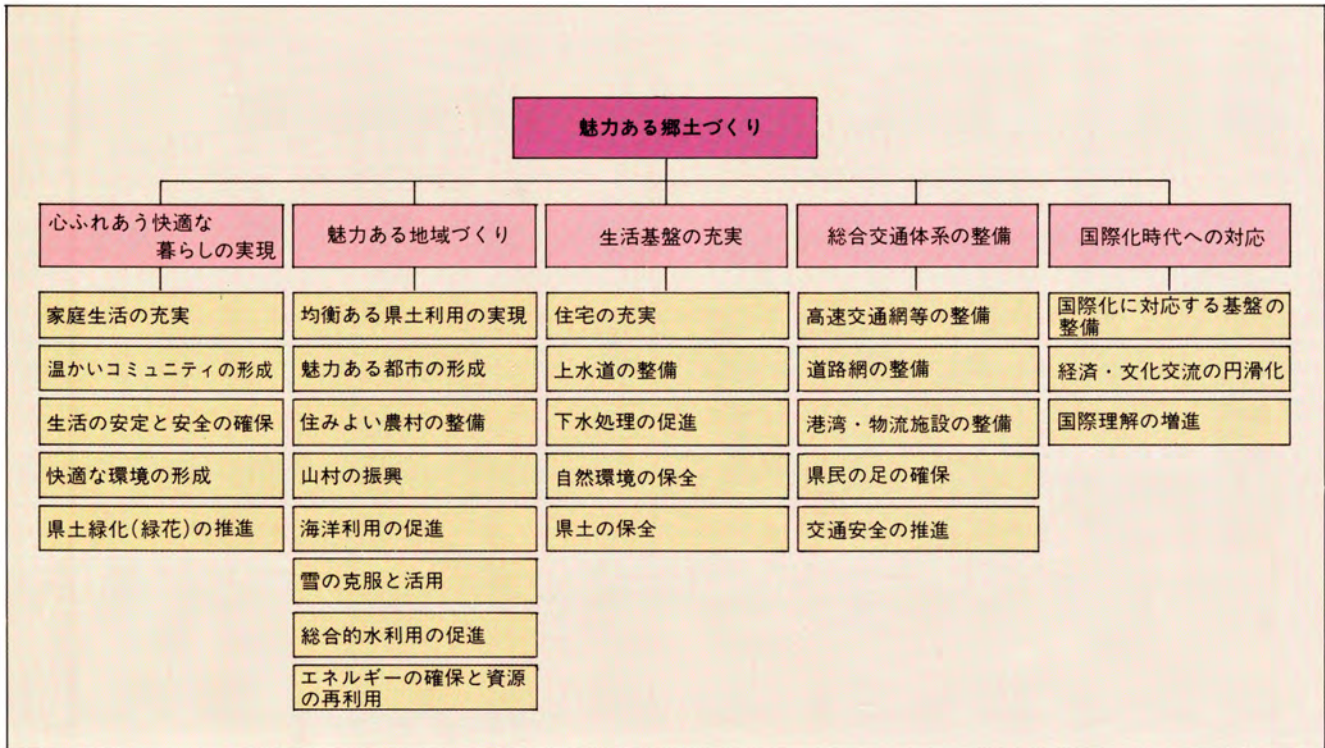 魅力ある郷土づくり
心ふれあう快適な
暮らしの実現
家庭生活の充実
温かいコミュニティの形成
生活の安定と安全の確保
快適な環境の形成
県土緑化(緑花)の推進
魅力ある地域づくり
均衡ある県土利用の実現
魅力ある都市の形成
住みよい農村の整備
山村の振興
海洋利用の促進
雪の克服と活用
総合的水利用の促進
エネルギーの確保と資源
の再利用
生活基盤の充実
住宅の充実
上水道の整備
下水処理の促進
自然環境の保全
県土の保全
総合交通体系の整備
高速交通網等の整備
道路網の整備
港湾・物流施設の整備
県民の足の確保
交通安全の推進
国際化時代への対応
国際化に対応する基盤の
整備
経済・文化交流の円滑化
国際理解の増進